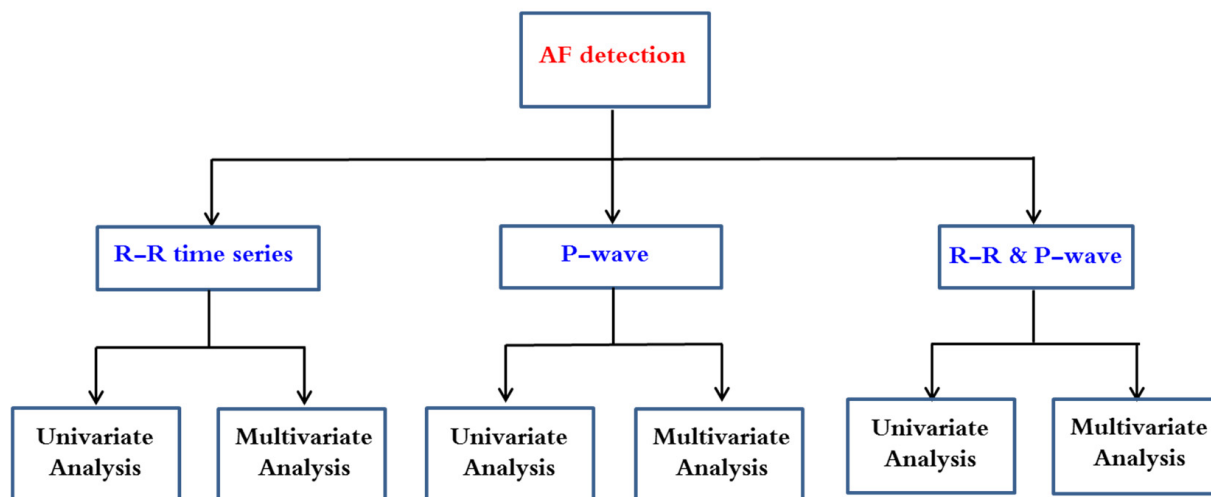 AF detection
R–R time series
P–wave
R–R & P–wave
Univariate
Analysis
Multivariate
Analysis
Univariate
Analysis
Multivariate
Analysis
Univariate
Analysis
Multivariate
Analysis